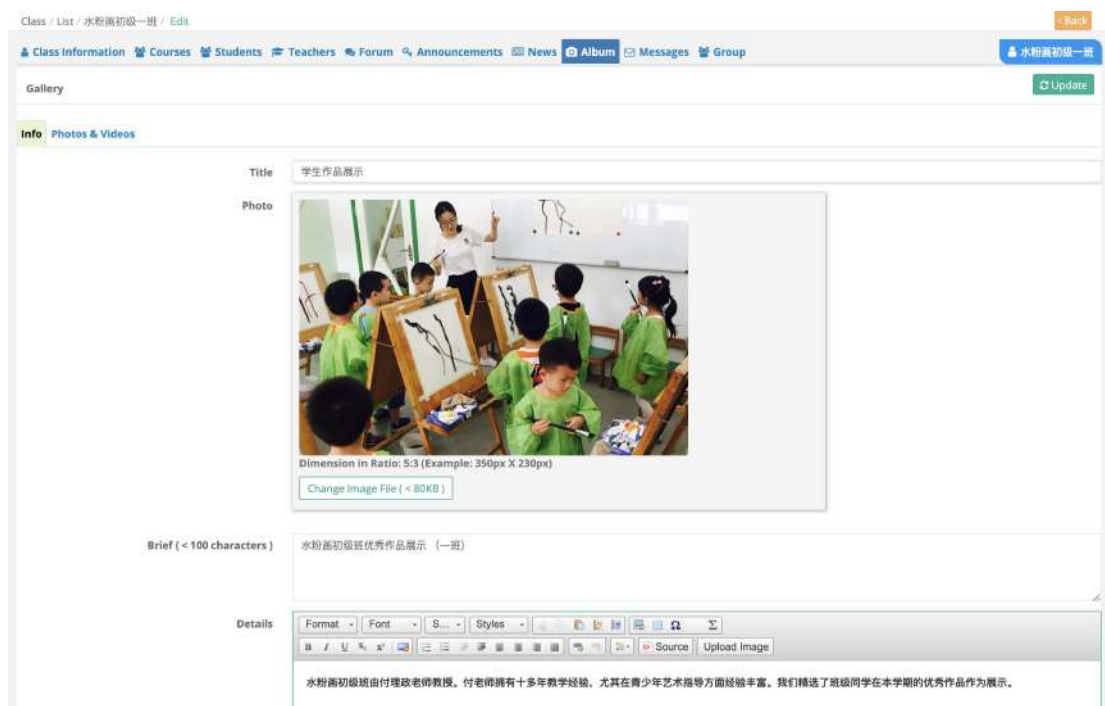 Class / List / 水粉画初级一班 / Edit
‹ Back
Class Information Courses Students Teachers Forum Announcements News Album Messages Group
水粉画初级一班
Gallery
Update
Info Photos & Videos
Title 学生作品展示
Photo
Dimension in Ratio: 5:3 (Example: 350px X 230px)
Change Image File ( < 80KB )
Brief ( < 100 characters ) 水粉画初级班优秀作品展示 （一班）
Details
Format Font S... Styles Ω Σ
B I U Source Upload Image
水粉画初级班由付理政老师教授。付老师拥有十多年教学经验、尤其在青少年艺术指导方面经验丰富。我们精选了班级同学在本学期的优秀作品作为展示。